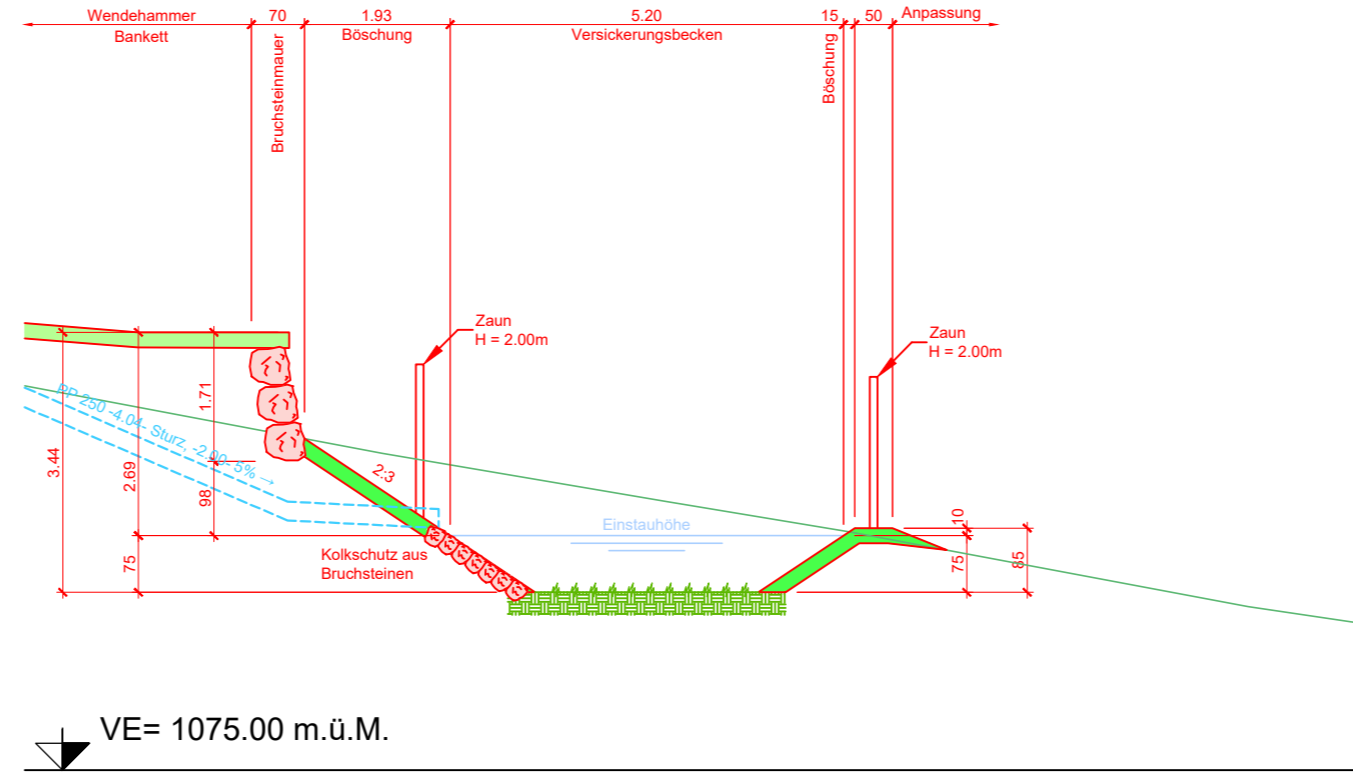 Wendehammer
Bankett
70
Bruchsteinmauer
1.93
Böschung
5.20
Versickerungsbecken
15
Böschung
50
Anpassung
Zaun
H = 2.00m
Zaun
H = 2.00m
PP 250 -4.04- Sturz, -2.00- 5% →
1.71
3.44
2.69
98
75
2:3
Einstauhöhe
Kolkschutz aus
Bruchsteinen
10
75
85
VE= 1075.00 m.ü.M.